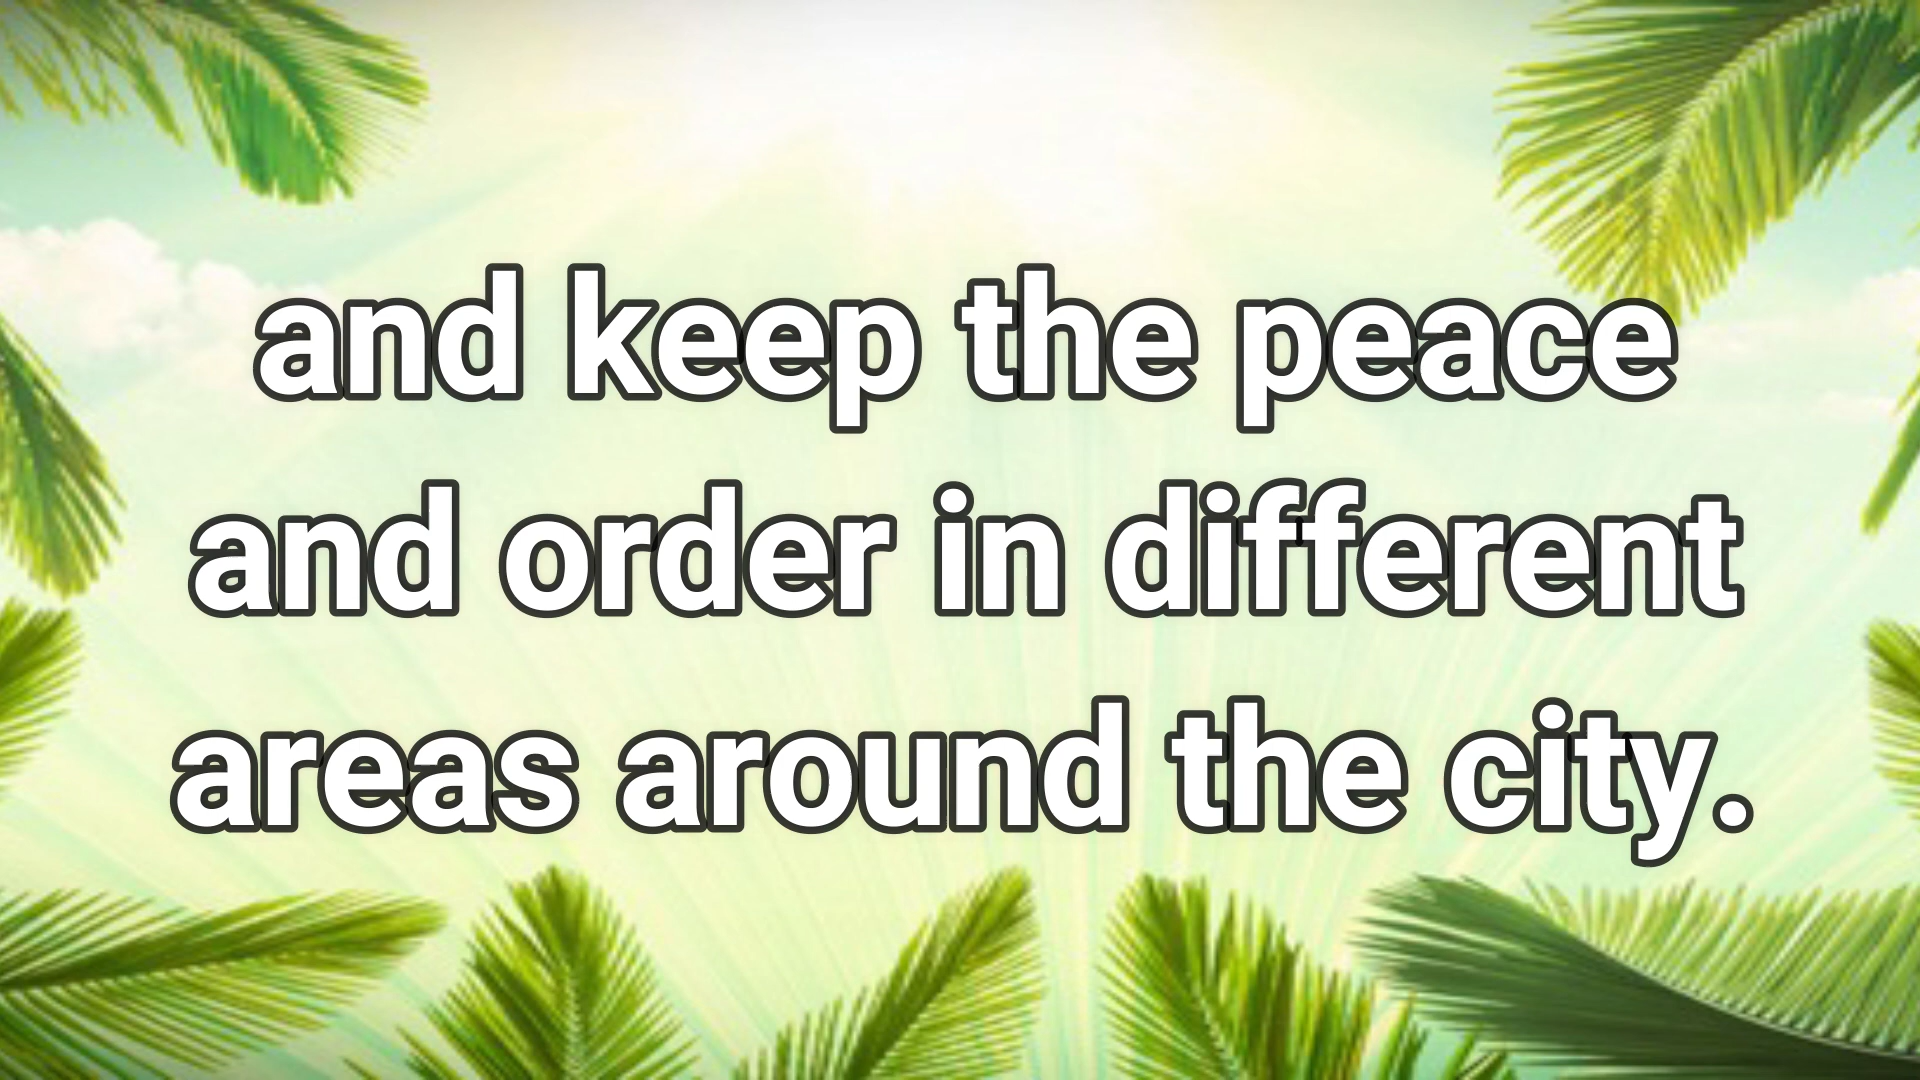 and keep the peace
and order in different
areas around the city.